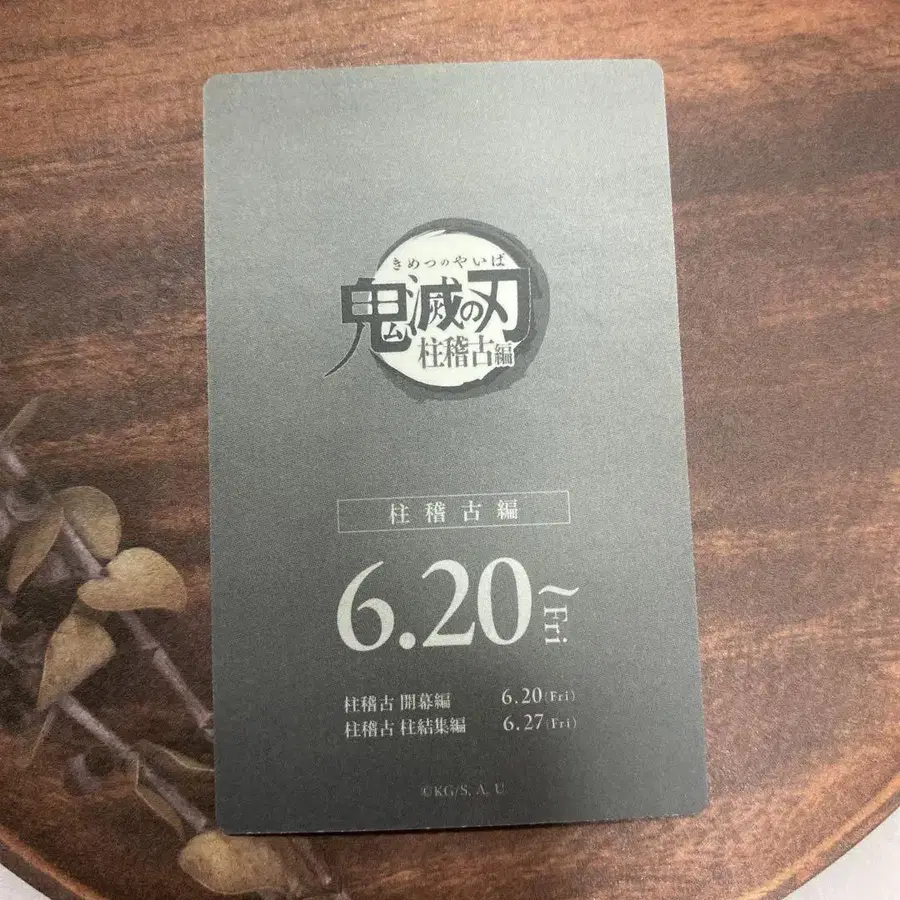 きめつのやいば
鬼滅の刃
柱稽古編
柱稽古編
6.20~Fri
柱稽古 開幕編 6.20(Fri)
柱稽古 柱結集編 6.27(Fri)
©KG/S, A, U